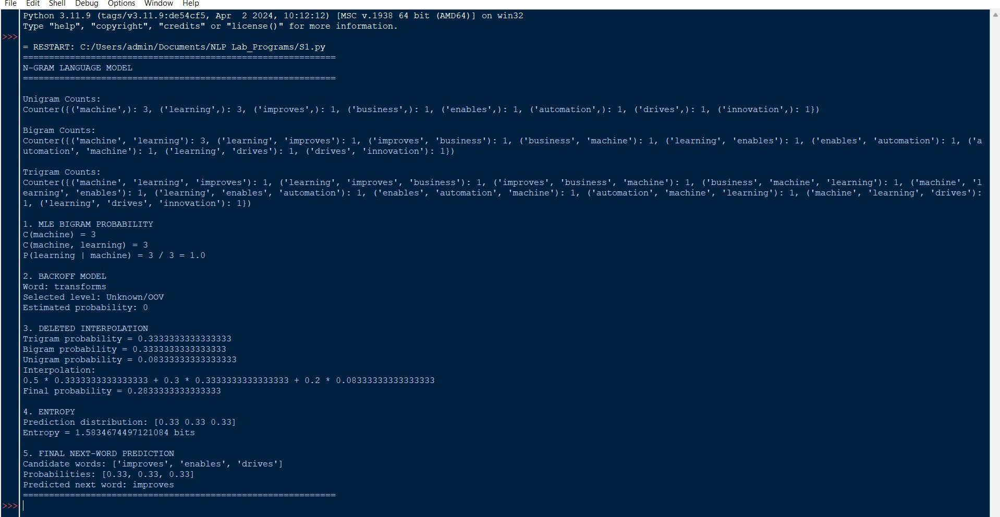 File Edit Shell Debug Options Window Help
Python 3.11.9 (tags/v3.11.9:de54cf5, Apr  2 2024, 10:12:12) [MSC v.1938 64 bit (AMD64)] on win32
Type "help", "copyright", "credits" or "license()" for more information.
>>>
= RESTART: C:/Users/admin/Documents/NLP Lab_Programs/S1.py
============================================================
N-GRAM LANGUAGE MODEL
============================================================
Unigram Counts:
Counter({('machine',): 3, ('learning',): 3, ('improves',): 1, ('business',): 1, ('enables',): 1, ('automation',): 1, ('drives',): 1, ('innovation',): 1})
Bigram Counts:
Counter({('machine', 'learning'): 3, ('learning', 'improves'): 1, ('improves', 'business'): 1, ('business', 'machine'): 1, ('learning', 'enables'): 1, ('enables', 'automation'): 1, ('a
utomation', 'machine'): 1, ('learning', 'drives'): 1, ('drives', 'innovation'): 1})
Trigram Counts:
Counter({('machine', 'learning', 'improves'): 1, ('learning', 'improves', 'business'): 1, ('improves', 'business', 'machine'): 1, ('business', 'machine', 'learning'): 1, ('machine', 'l
earning', 'enables'): 1, ('learning', 'enables', 'automation'): 1, ('enables', 'automation', 'machine'): 1, ('automation', 'machine', 'learning'): 1, ('machine', 'learning', 'drives'):
1, ('learning', 'drives', 'innovation'): 1})
1. MLE BIGRAM PROBABILITY
C(machine) = 3
C(machine, learning) = 3
P(learning | machine) = 3 / 3 = 1.0
2. BACKOFF MODEL
Word: transforms
Selected level: Unknown/OOV
Estimated probability: 0
3. DELETED INTERPOLATION
Trigram probability = 0.3333333333333333
Bigram probability = 0.3333333333333333
Unigram probability = 0.08333333333333333
Interpolation:
0.5 * 0.3333333333333333 + 0.3 * 0.3333333333333333 + 0.2 * 0.08333333333333333
Final probability = 0.2833333333333333
4. ENTROPY
Prediction distribution: [0.33 0.33 0.33]
Entropy = 1.5834674497121084 bits
5. FINAL NEXT-WORD PREDICTION
Candidate words: ['improves', 'enables', 'drives']
Probabilities: [0.33, 0.33, 0.33]
Predicted next word: improves
============================================================
>>>